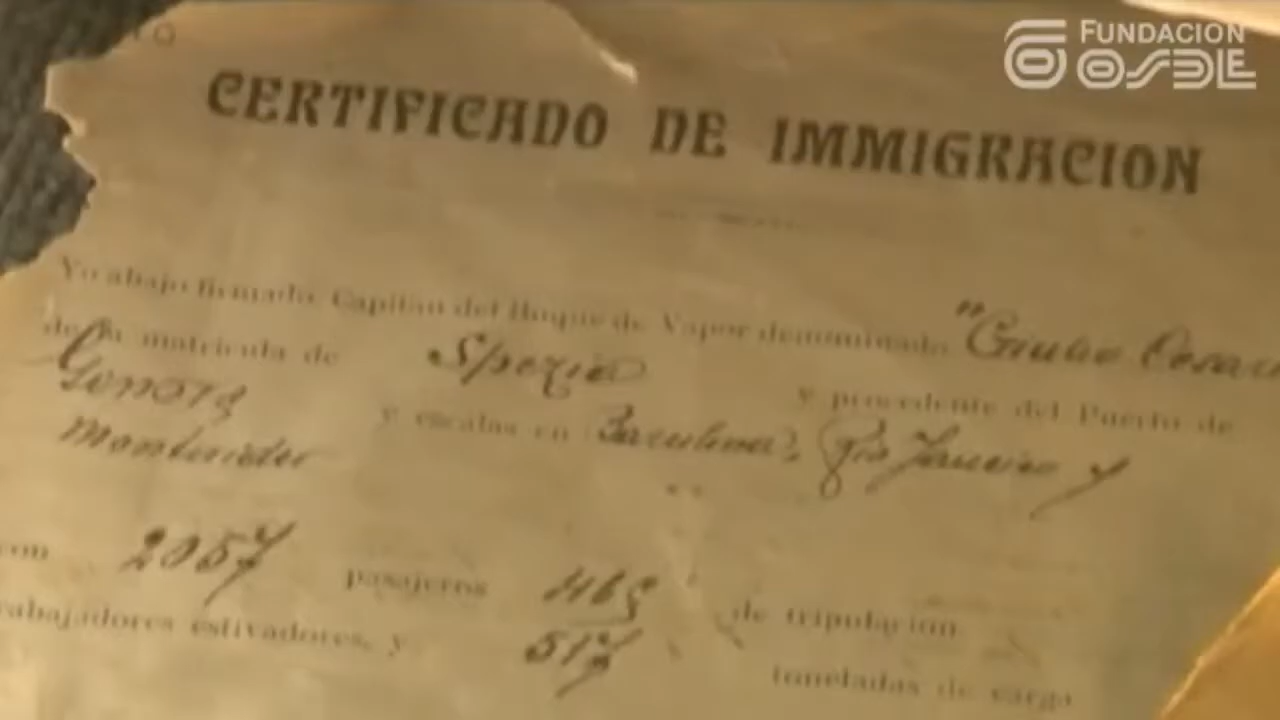 FUNDACION
OSDE
CERTIFICADO DE IMMIGRACION
Yo abajo firmado Capitan del Buque de Vapor denominado "Giulio Cesare
de la matricula de Spezia y procedente del Puerto de
Genova y escalas en Barcelona, Rio Janeiro y
Montevideo
con 2057 pasajeros 465 de tripulacion
trabajadores estivadores, y 517 toneladas de carga